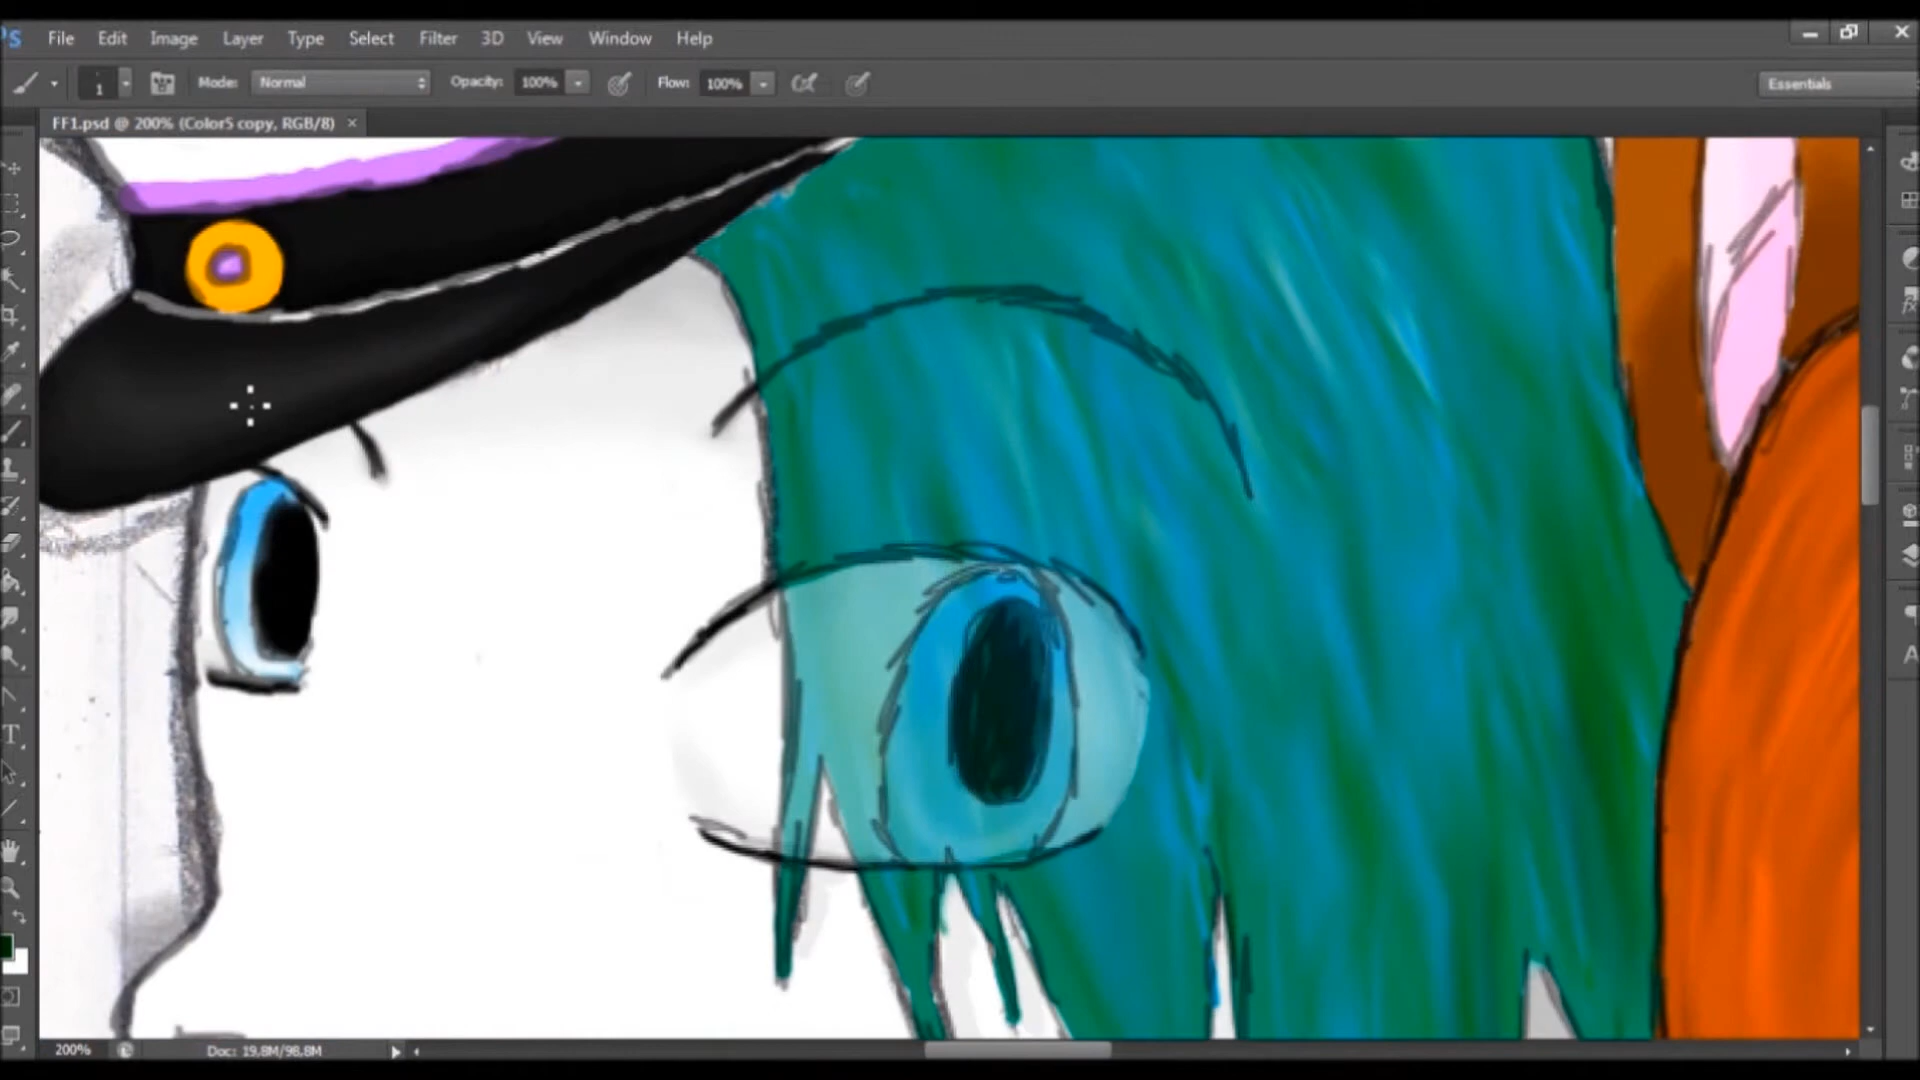 PS File Edit Image Layer Type Select Filter 3D View Window Help
1 Mode: Normal Opacity: 100% Flow: 100% Essentials
FF1.psd @ 200% (Color5 copy, RGB/8) ×
200% Doc: 19,8M/98,8M